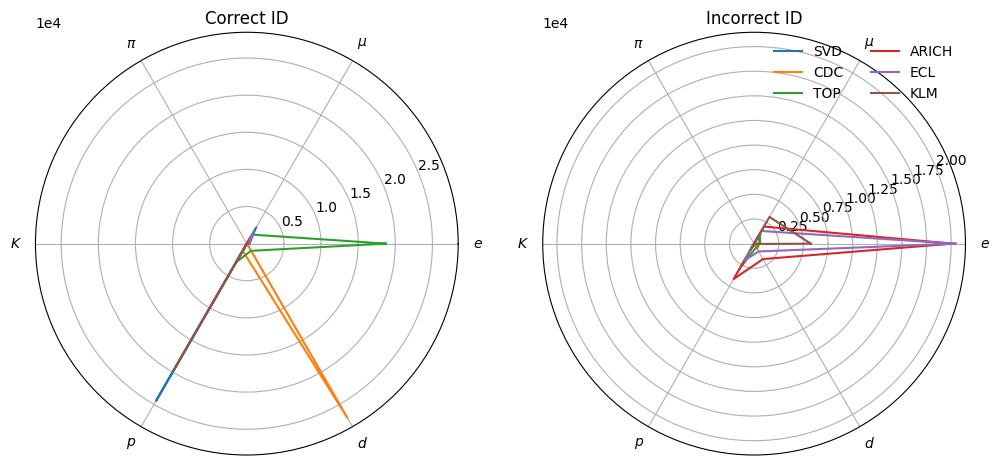 Correct ID
1e4
π
μ
K
e
p
d
0.5
1.0
1.5
2.0
2.5
Incorrect ID
1e4
π
μ
K
e
p
d
0.25
0.50
0.75
1.00
1.25
1.50
1.75
2.00
SVD
CDC
TOP
ARICH
ECL
KLM